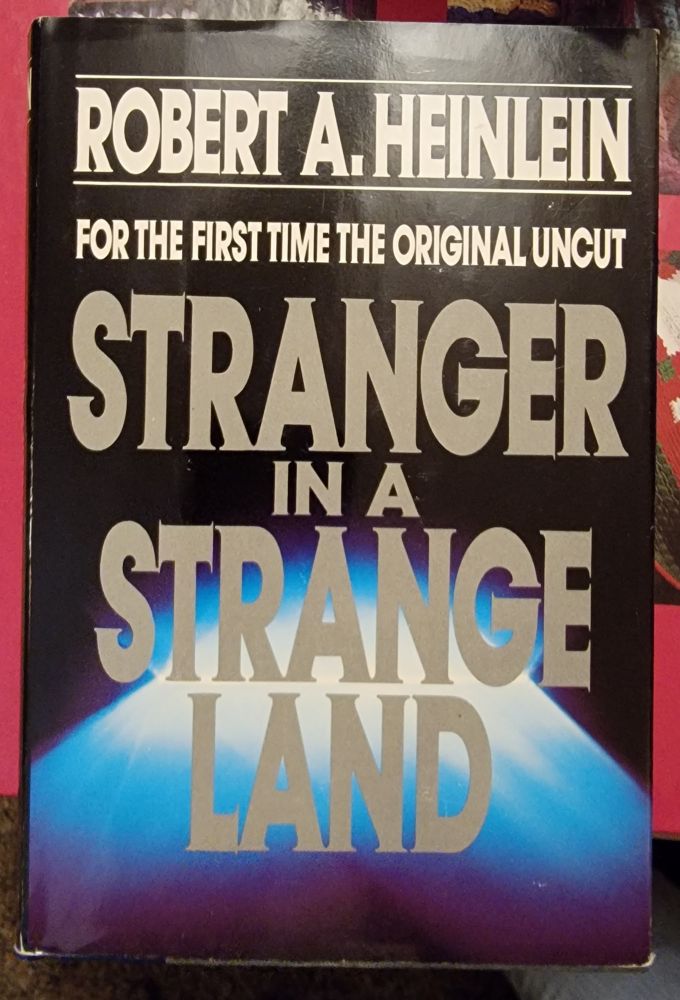 ROBERT A. HEINLEIN
FOR THE FIRST TIME THE ORIGINAL UNCUT
STRANGER
IN A
STRANGE
LAND